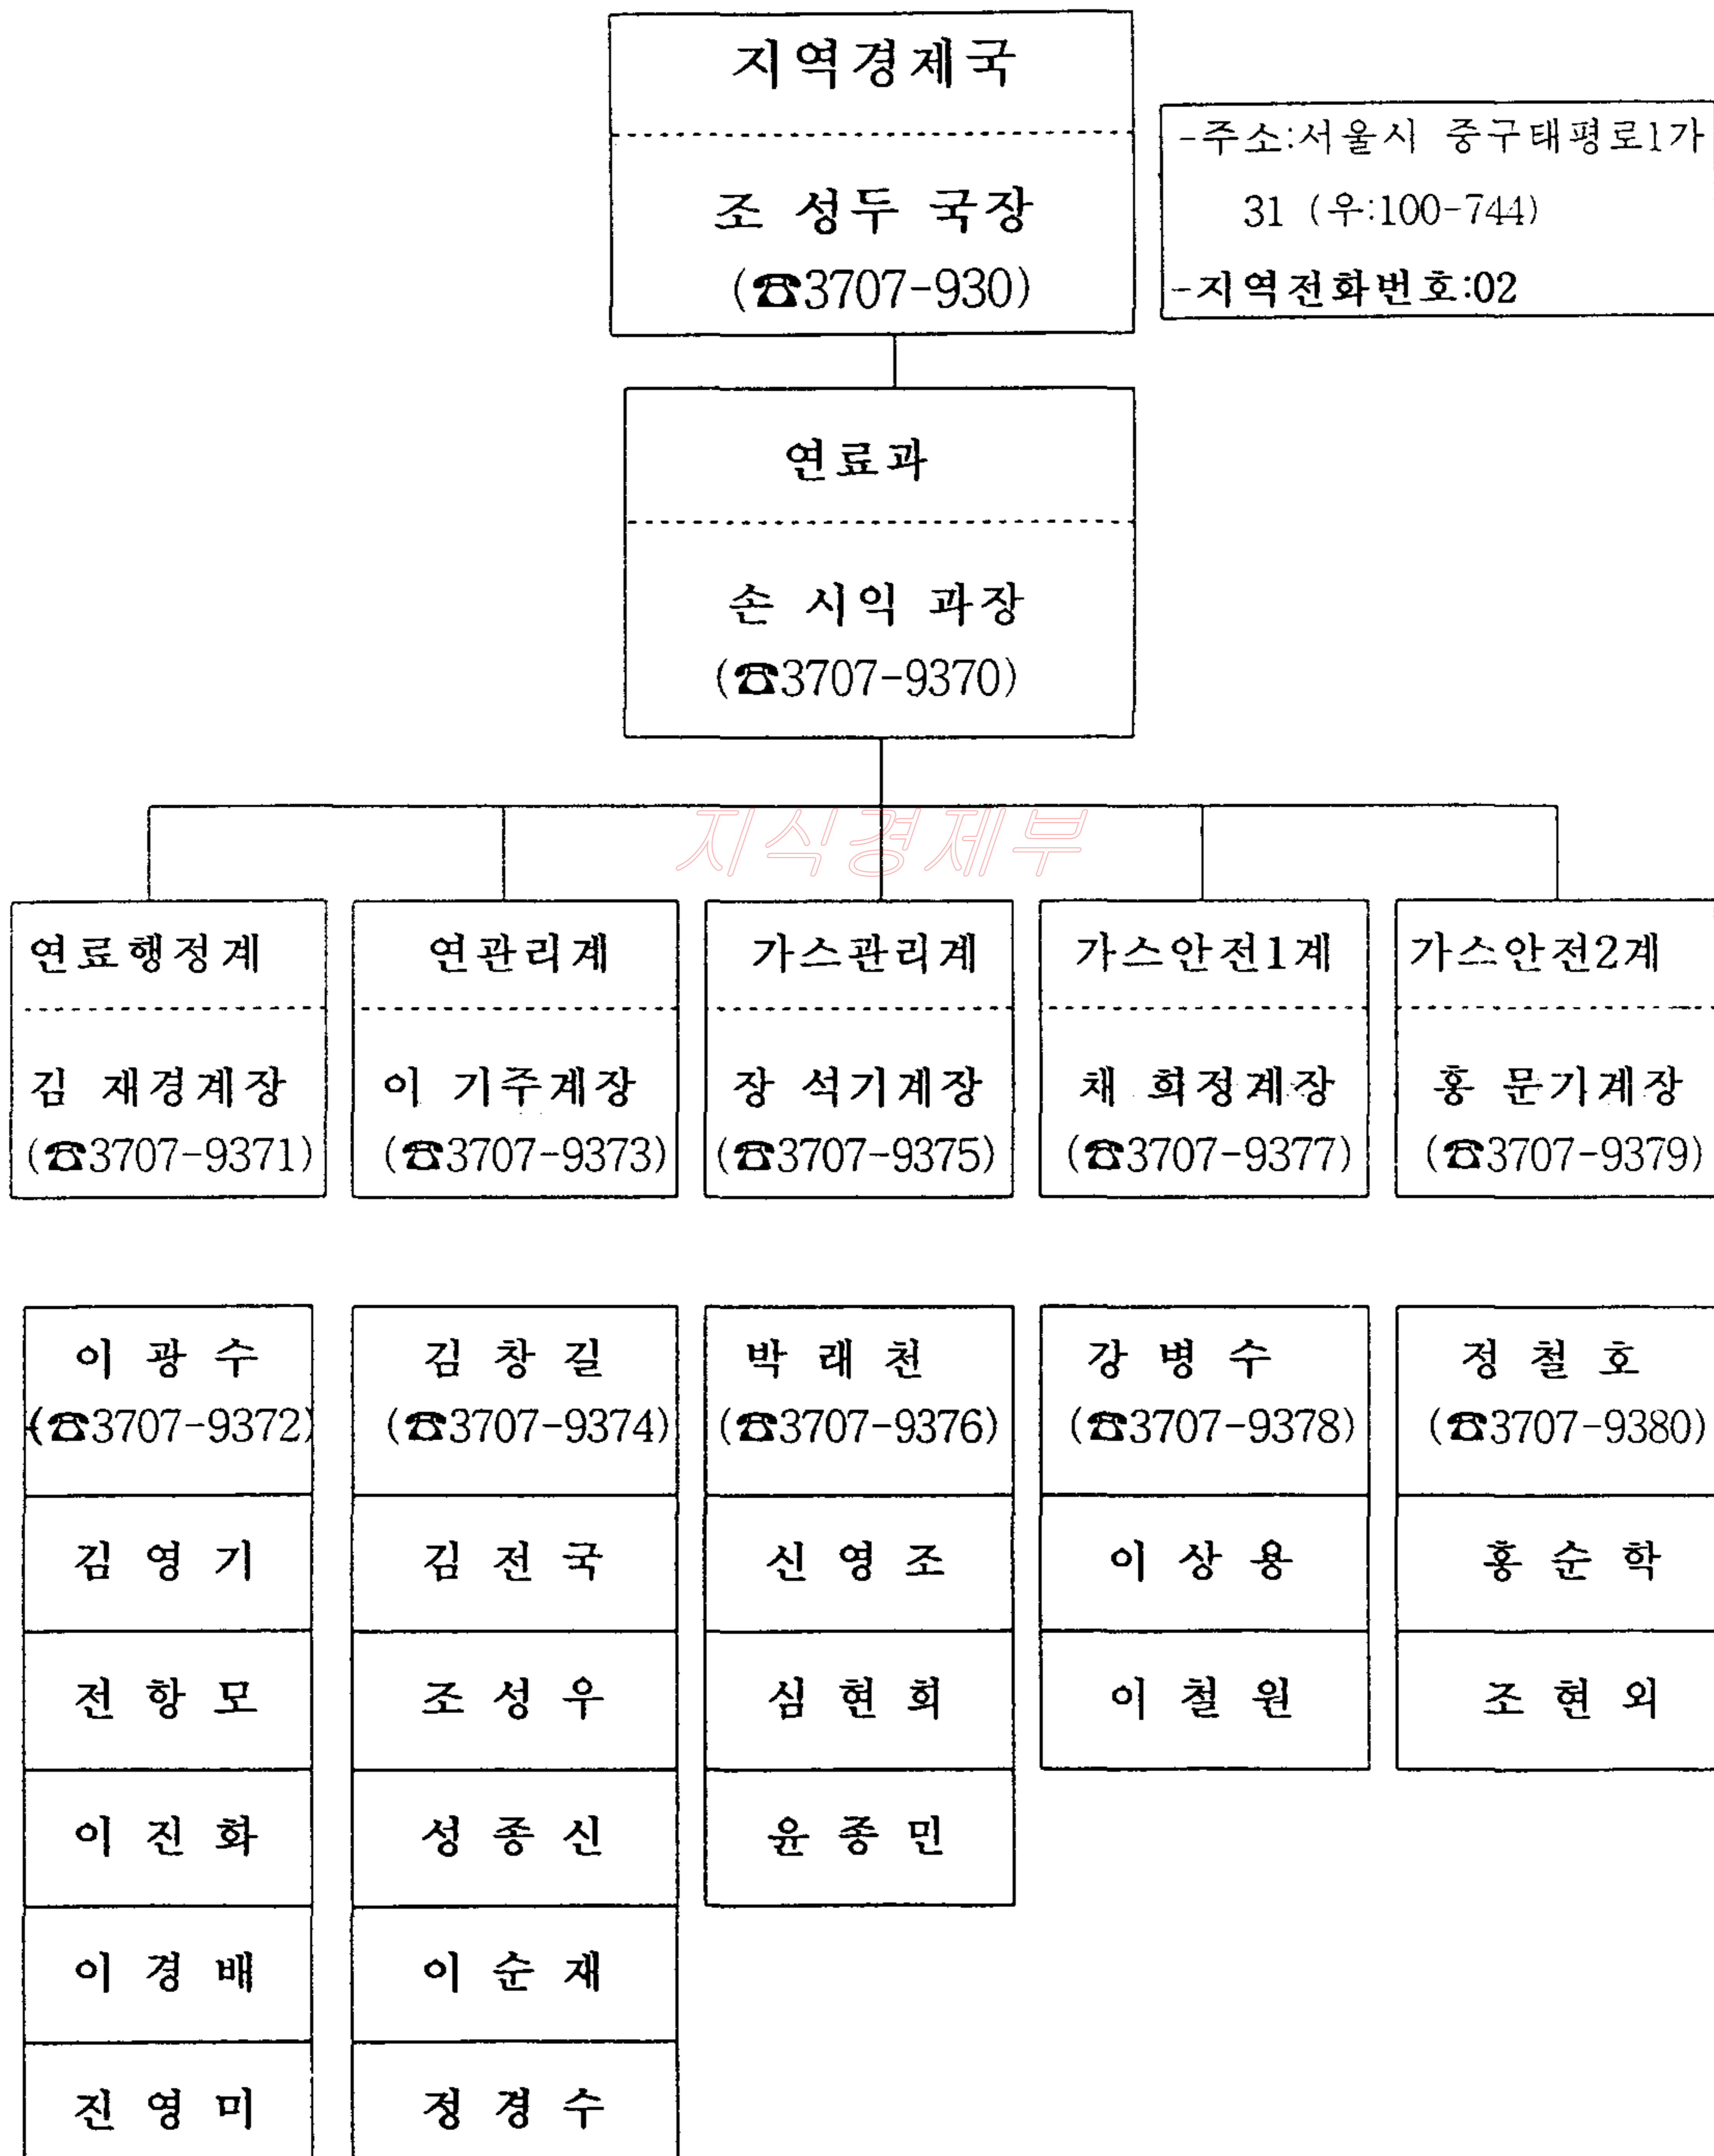 지역경제국
조 성두 국장
(☎3707-930)
-주소:서울시 중구태평로1가
31 (우:100-744)
-지역전화번호:02
연료과
손 시익 과장
(☎3707-9370)
지식경제부
연료행정계
김 재경계장
(☎3707-9371)
연관리계
이 기주계장
(☎3707-9373)
가스관리계
장 석기계장
(☎3707-9375)
가스안전1계
채 희정계장
(☎3707-9377)
가스안전2계
홍 문기계장
(☎3707-9379)
이 광 수
(☎3707-9372)
김 영 기
전 항 모
이 진 화
이 경 배
진 영 미
김 창 길
(☎3707-9374)
김 전 국
조 성 우
성 종 신
이 순 재
정 경 수
박 래 천
(☎3707-9376)
신 영 조
심 현 희
윤 종 민
강 병 수
(☎3707-9378)
이 상 용
이 철 원
정 철 호
(☎3707-9380)
홍 순 학
조 현 외